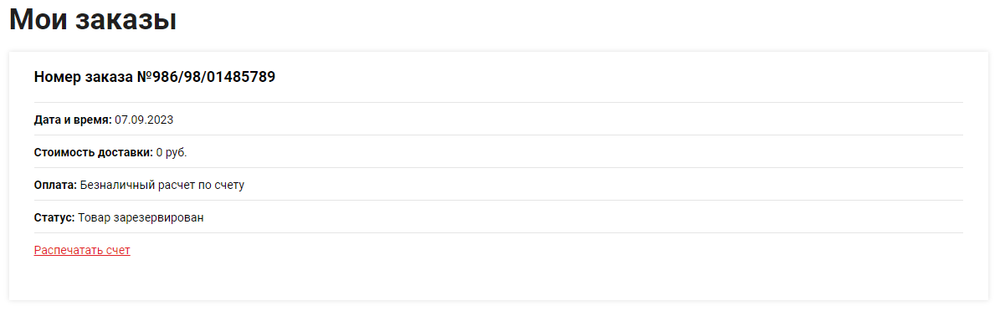 Мои заказы
Номер заказа №986/98/01485789
Дата и время: 07.09.2023
Стоимость доставки: 0 руб.
Оплата: Безналичный расчет по счету
Статус: Товар зарезервирован
Распечатать счет